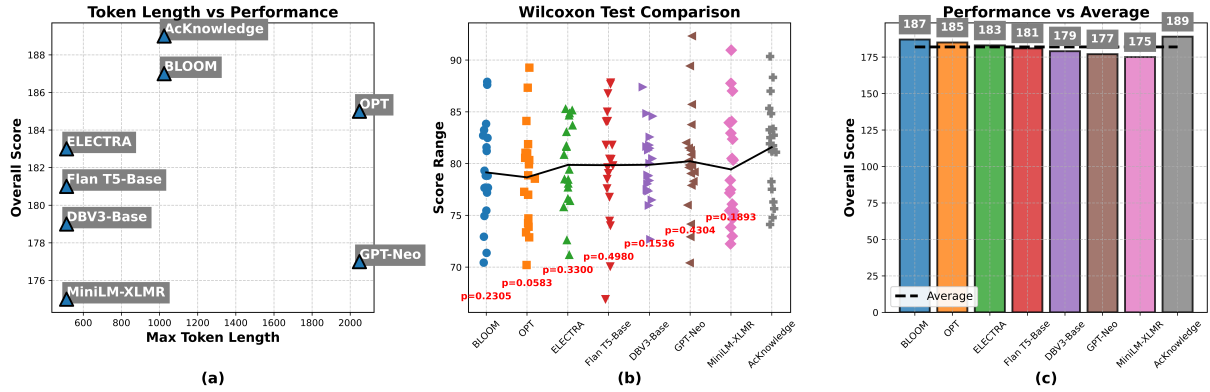 Token Length vs Performance
Overall Score
188
186
184
182
180
178
176
AcKnowledge
BLOOM
OPT
ELECTRA
Flan T5-Base
DBV3-Base
GPT-Neo
MiniLM-XLMR
600
800
1000
1200
1400
1600
1800
2000
Max Token Length
(a)
Wilcoxon Test Comparison
Score Range
90
85
80
75
70
p=0.2305
p=0.0583
p=0.3300
p=0.4980
p=0.1536
p=0.4304
p=0.1893
BLOOM
OPT
ELECTRA
Flan T5-Base
DBV3-Base
GPT-Neo
MiniLM-XLMR
AcKnowledge
(b)
Performance vs Average
Overall Score
175
150
125
100
75
50
25
0
187
185
183
181
179
177
175
189
Average
BLOOM
OPT
ELECTRA
Flan T5-Base
DBV3-Base
GPT-Neo
MiniLM-XLMR
AcKnowledge
(c)